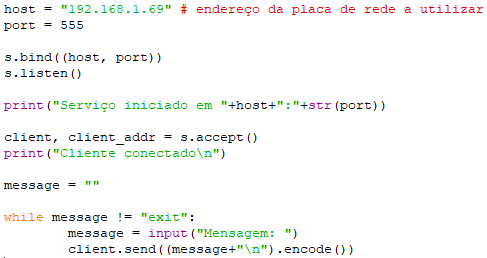 host = "192.168.1.69" # endereço da placa de rede a utilizar
port = 555
s.bind((host, port))
s.listen()
print("Serviço iniciado em "+host+":"+str(port))
client, client_addr = s.accept()
print("Cliente conectado\n")
message = ""
while message != "exit":
message = input("Mensagem: ")
client.send((message+"\n").encode())